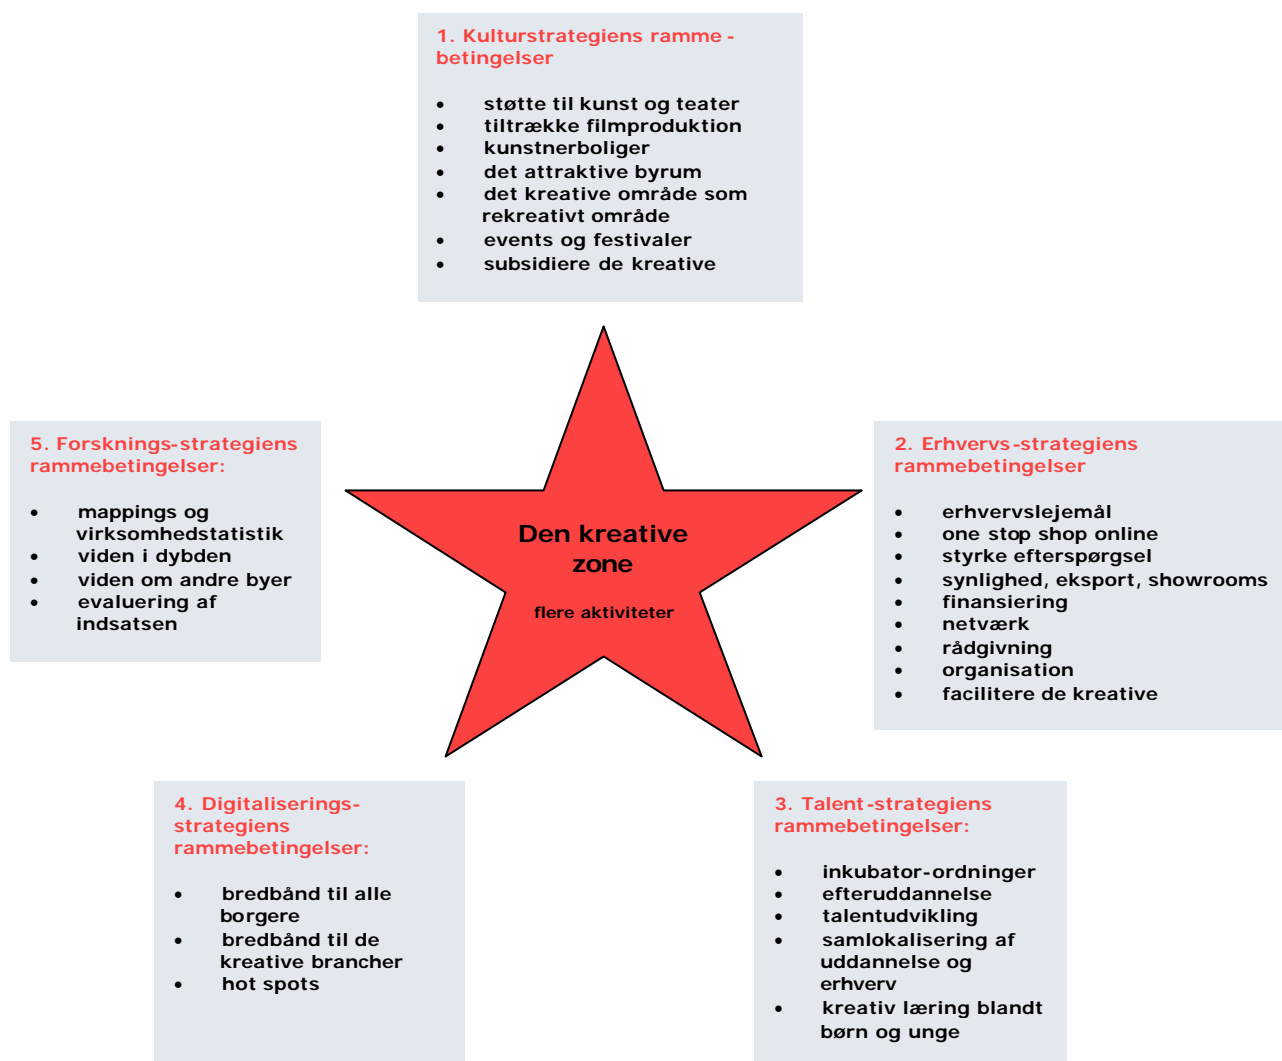 1. Kulturstrategiens ramme -
betingelser
• støtte til kunst og teater
• tiltrække filmproduktion
• kunstnerboliger
• det attraktive byrum
• det kreative område som
rekreativt område
• events og festivaler
• subsidiere de kreative
5. Forsknings-strategiens
rammebetingelser:
• mappings og
virksomhedstatistik
• viden i dybden
• viden om andre byer
• evaluering af
indsatsen
Den kreative
zone
flere aktiviteter
2. Erhvervs-strategiens
rammebetingelser
• erhvervslejemål
• one stop shop online
• styrke efterspørgsel
• synlighed, eksport, showrooms
• finansiering
• netværk
• rådgivning
• organisation
• facilitere de kreative
4. Digitaliserings-
strategiens
rammebetingelser:
• bredbånd til alle
borgere
• bredbånd til de
kreative brancher
• hot spots
3. Talent-strategiens
rammebetingelser:
• inkubator-ordninger
• efteruddannelse
• talentudvikling
• samlokalisering af
uddannelse og
erhverv
• kreativ læring blandt
børn og unge